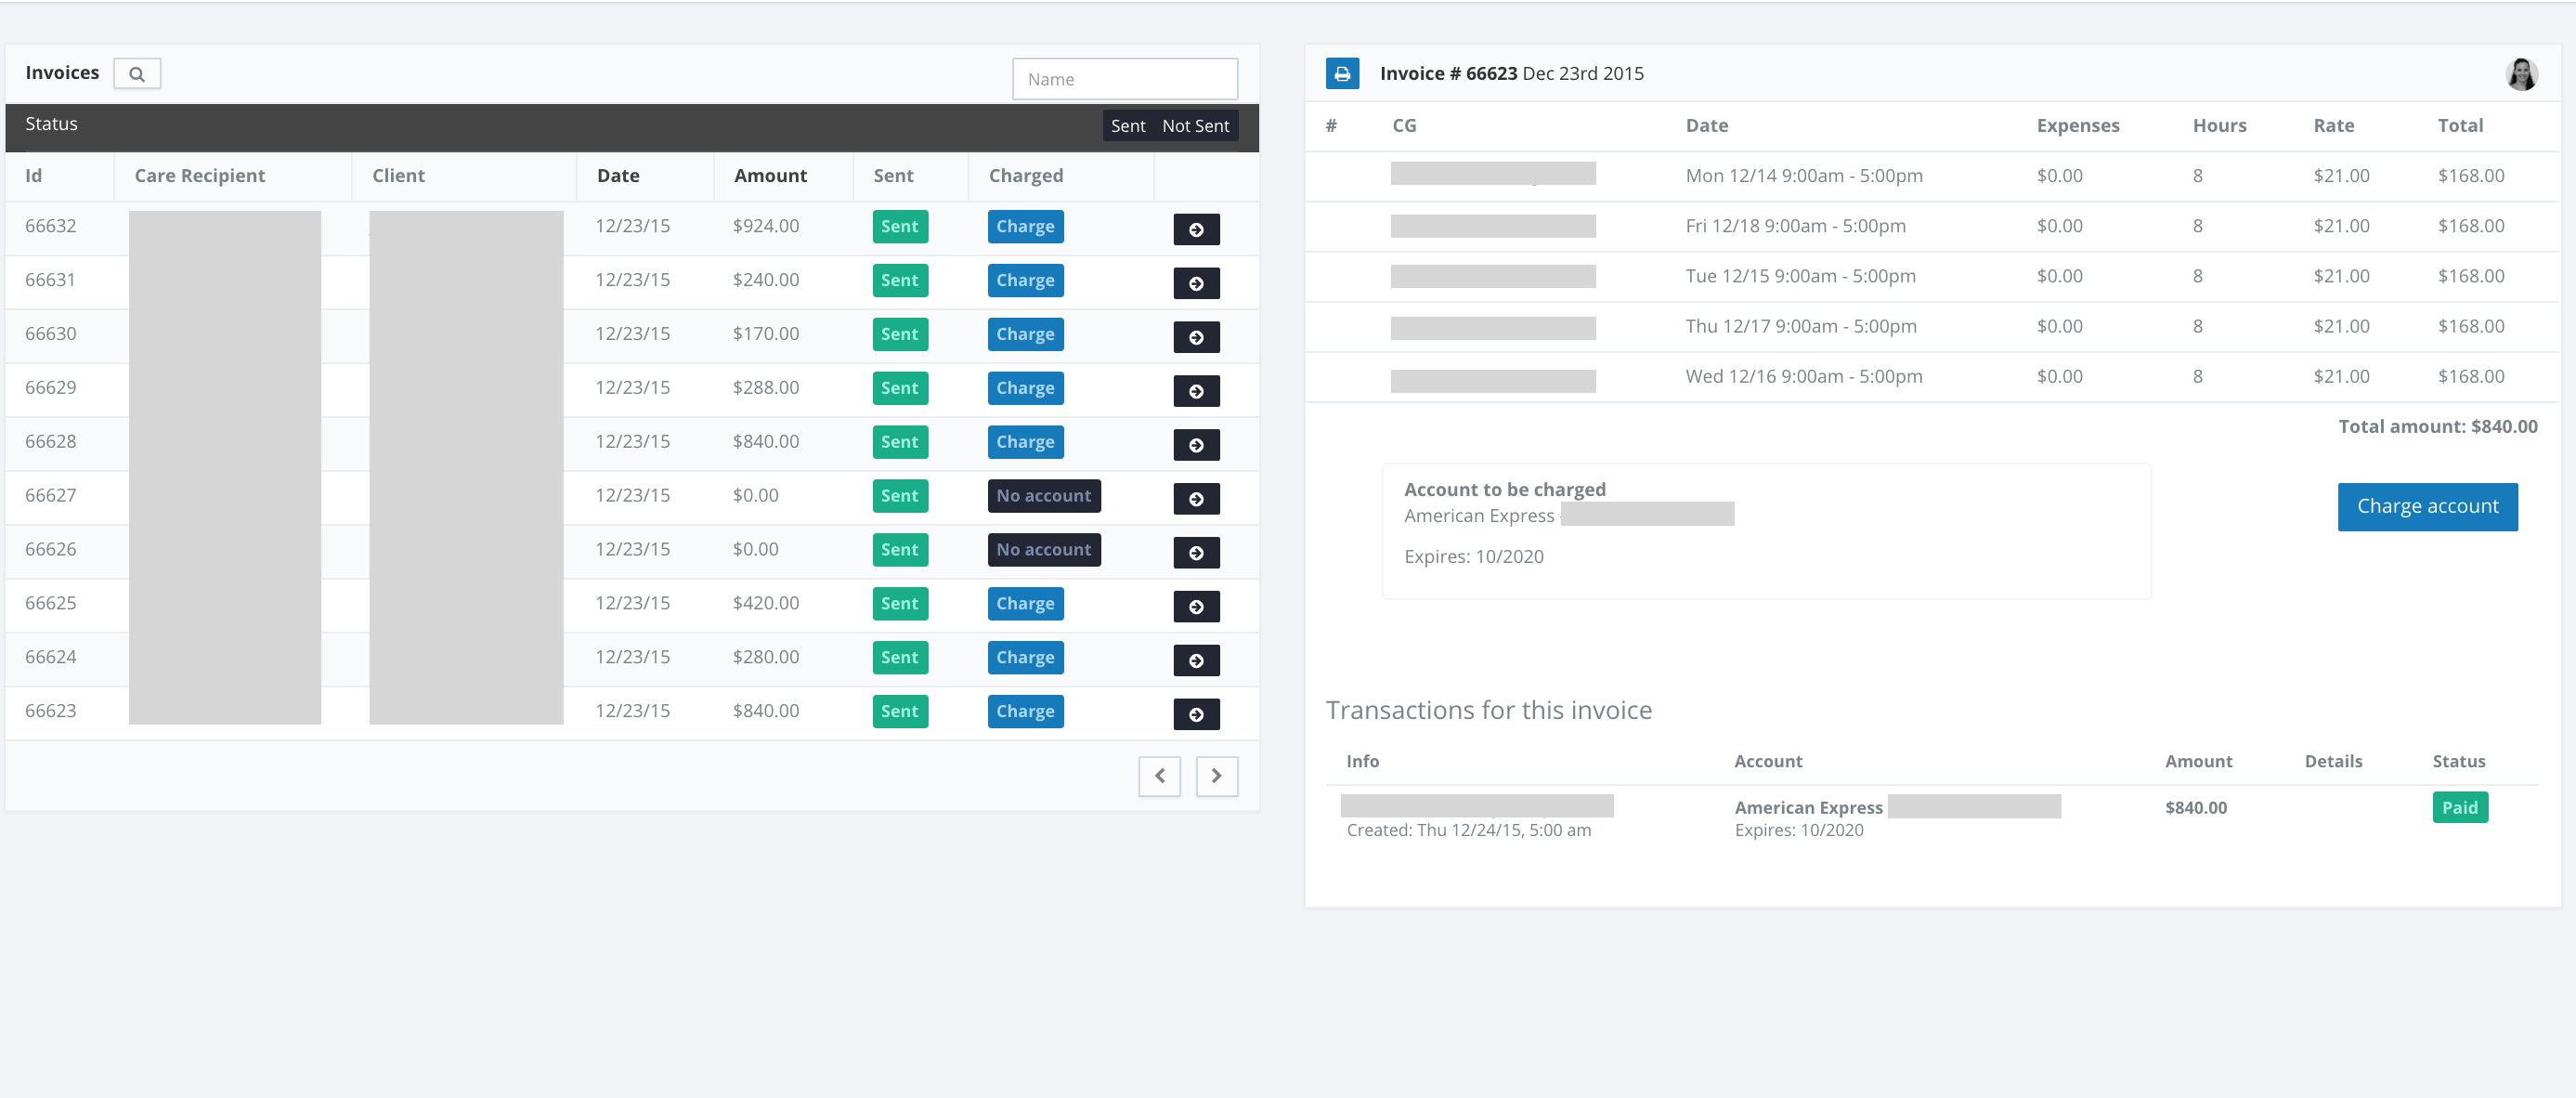 Invoices
Name
Status Sent Not Sent
Id Care Recipient Client Date Amount Sent Charged
66632 12/23/15 $924.00 Sent Charge
66631 12/23/15 $240.00 Sent Charge
66630 12/23/15 $170.00 Sent Charge
66629 12/23/15 $288.00 Sent Charge
66628 12/23/15 $840.00 Sent Charge
66627 12/23/15 $0.00 Sent No account
66626 12/23/15 $0.00 Sent No account
66625 12/23/15 $420.00 Sent Charge
66624 12/23/15 $280.00 Sent Charge
66623 12/23/15 $840.00 Sent Charge
Invoice # 66623 Dec 23rd 2015
# CG Date Expenses Hours Rate Total
Mon 12/14 9:00am - 5:00pm $0.00 8 $21.00 $168.00
Fri 12/18 9:00am - 5:00pm $0.00 8 $21.00 $168.00
Tue 12/15 9:00am - 5:00pm $0.00 8 $21.00 $168.00
Thu 12/17 9:00am - 5:00pm $0.00 8 $21.00 $168.00
Wed 12/16 9:00am - 5:00pm $0.00 8 $21.00 $168.00
Total amount: $840.00
Account to be charged
American Express
Expires: 10/2020
Charge account
Transactions for this invoice
Info Account Amount Details Status
American Express $840.00 Paid
Created: Thu 12/24/15, 5:00 am Expires: 10/2020